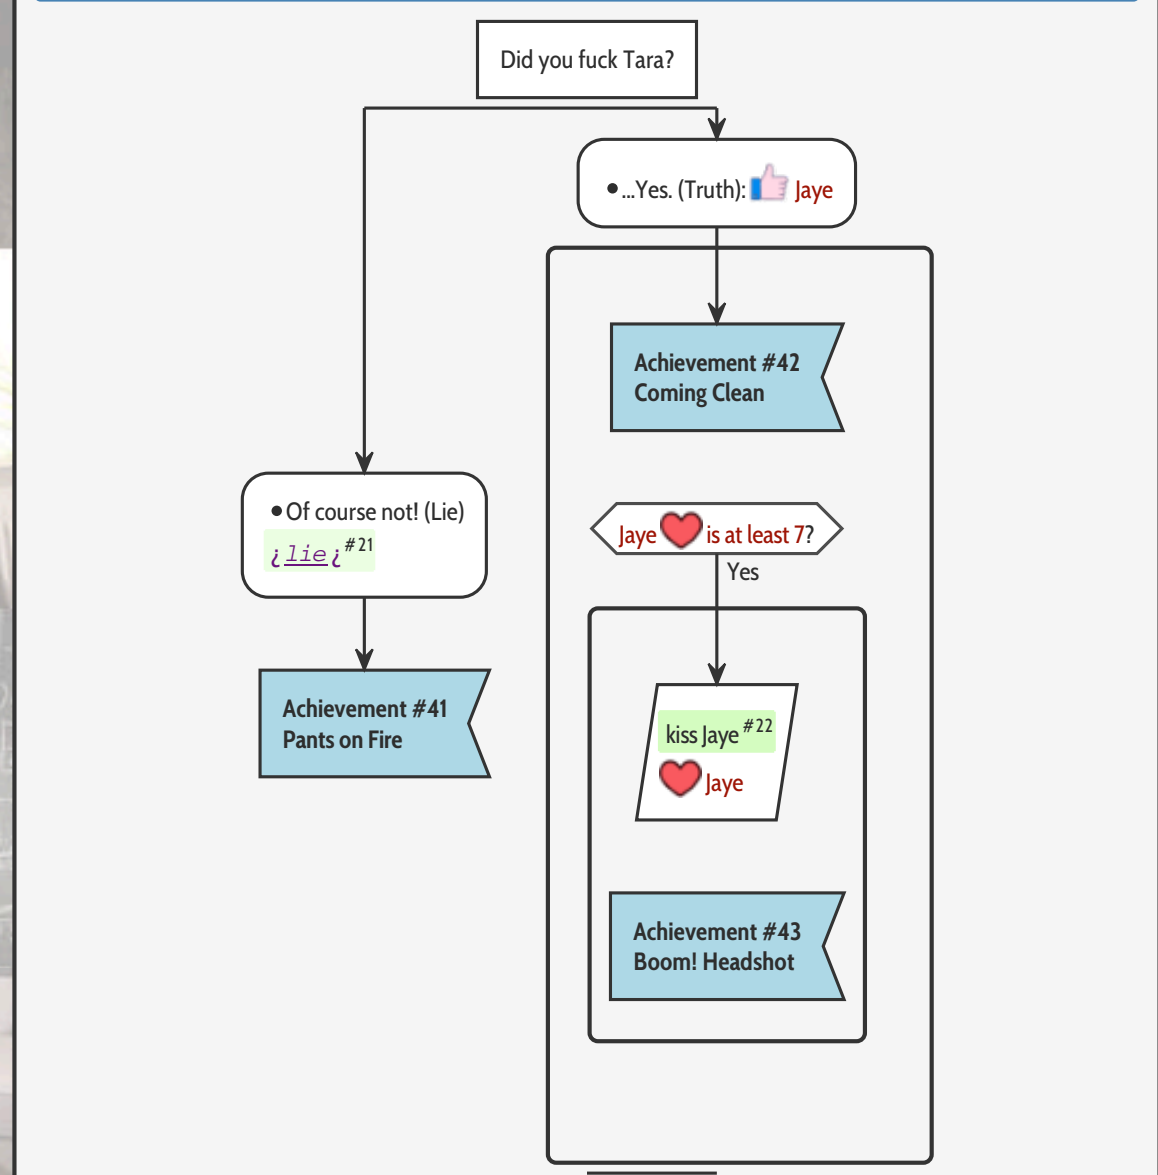 Did you fuck Tara?
●...Yes. (Truth): Jaye
Achievement #42
Coming Clean
●Of course not! (Lie)
¿lie¿#21
Jaye is at least 7?
Yes
Achievement #41
Pants on Fire
kiss Jaye#22
Jaye
Achievement #43
Boom! Headshot